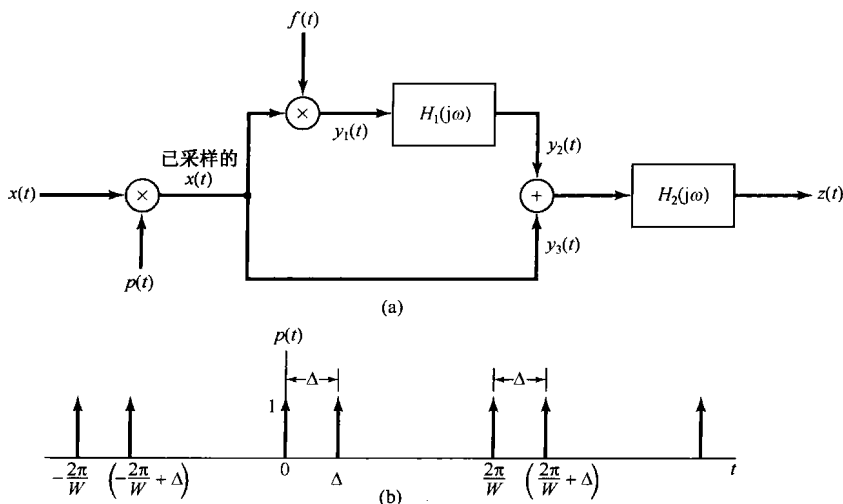 f(t)
×
y₁(t)
H₁(jω)
y₂(t)
已采样的
x(t)
x(t)
×
+
H₂(jω)
z(t)
y₃(t)
p(t)
(a)
p(t)
Δ
Δ
1
-2π/W
(-2π/W + Δ)
0
Δ
2π/W
(2π/W + Δ)
t
(b)